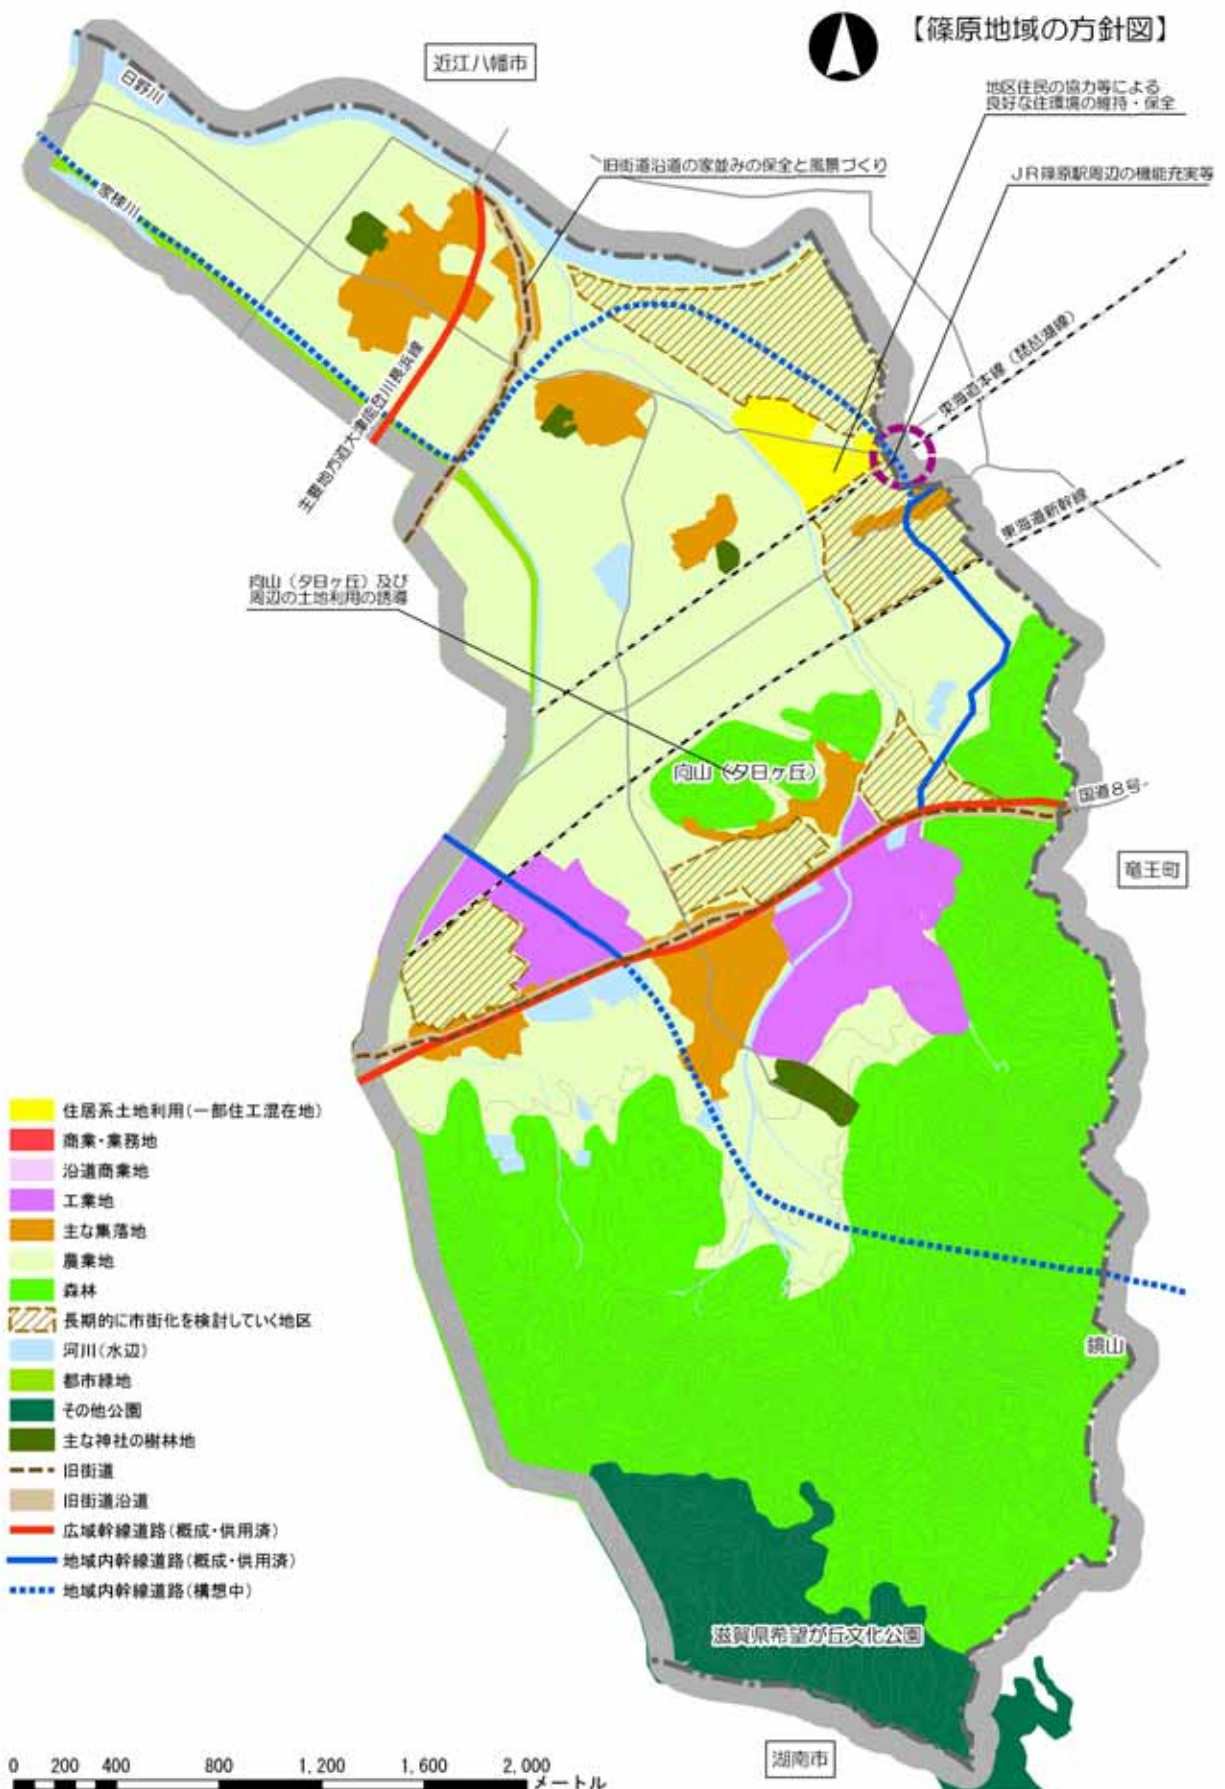 【篠原地域の方針図】
近江八幡市
地区住民の協力等による
良好な住環境の維持・保全
日野川
旧街道沿道の家並みの保全と風景づくり
JR篠原駅周辺の機能充実等
家棟川
東海道本線(琵琶湖線)
主要地方道大津能登川長浜線
東海道新幹線
向山(夕日ヶ丘)及び
周辺の土地利用の誘導
向山(夕日ヶ丘)
国道8号
竜王町
住居系土地利用(一部住工混在地)
商業・業務地
沿道商業地
工業地
主な集落地
農業地
森林
長期的に市街化を検討していく地区
河川(水辺)
都市緑地
その他公園
主な神社の樹林地
旧街道
旧街道沿道
広域幹線道路(概成・供用済)
地域内幹線道路(概成・供用済)
地域内幹線道路(構想中)
鏡山
滋賀県希望が丘文化公園
湖南市
0 200 400 800 1,200 1,600 2,000
メートル